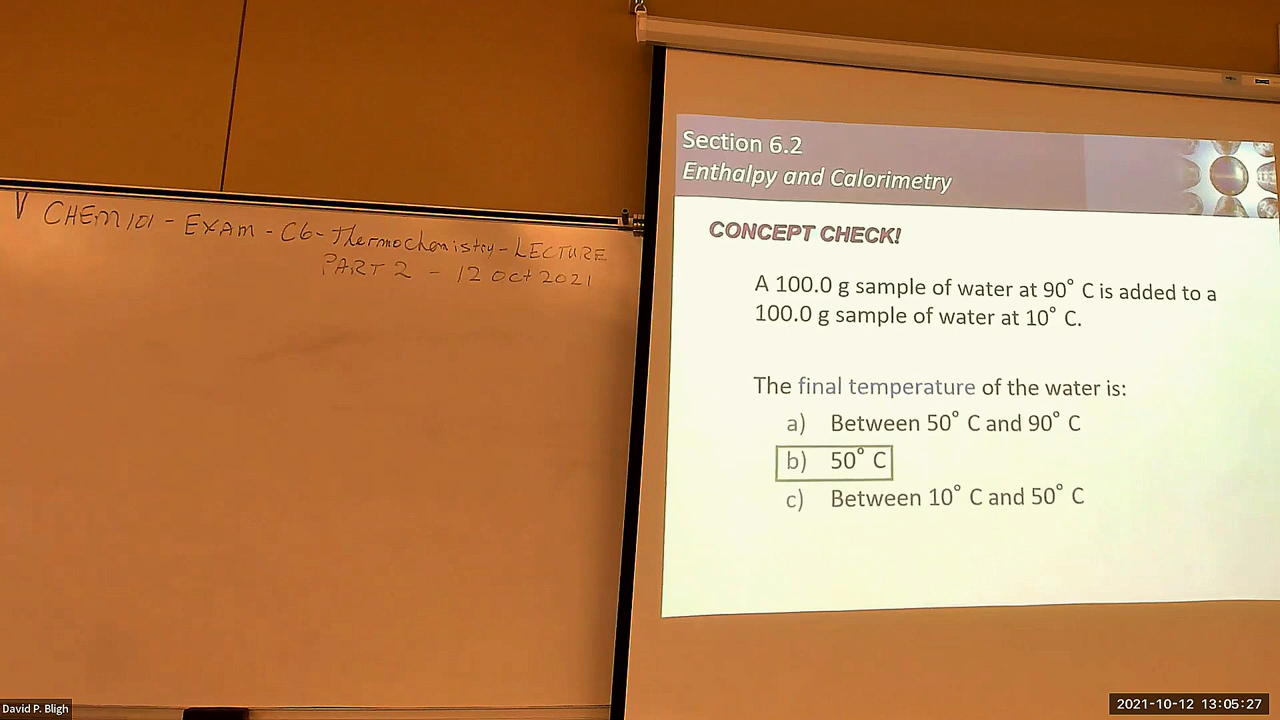 V CHEM 101 - EXAM - C6 - Thermochemistry - LECTURE
PART 2 - 12 Oct 2021
Section 6.2
Enthalpy and Calorimetry
CONCEPT CHECK!
A 100.0 g sample of water at 90° C is added to a
100.0 g sample of water at 10° C.
The final temperature of the water is:
a) Between 50° C and 90° C
b) 50° C
c) Between 10° C and 50° C
David P. Bligh
2021-10-12 13:05:27